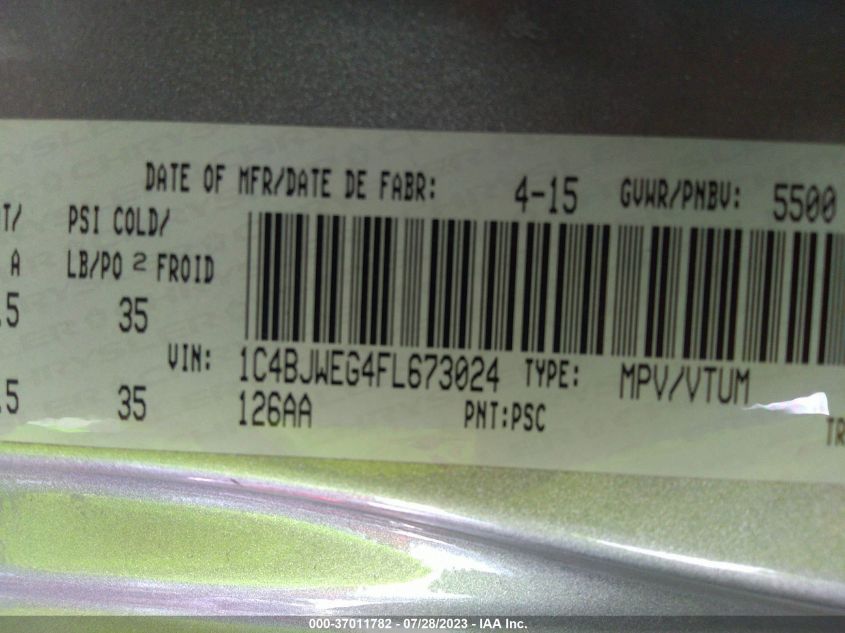 DATE OF MFR/DATE DE FABR: 4-15 GVWR/PNBV: 5500
T/ PSI COLD/
A LB/PO 2 FROID
.5 35
VIN: 1C4BJWEG4FL673024 TYPE: MPV/VTUM
.5 35 126AA PNT:PSC TR
000-37011782 - 07/28/2023 - IAA Inc.